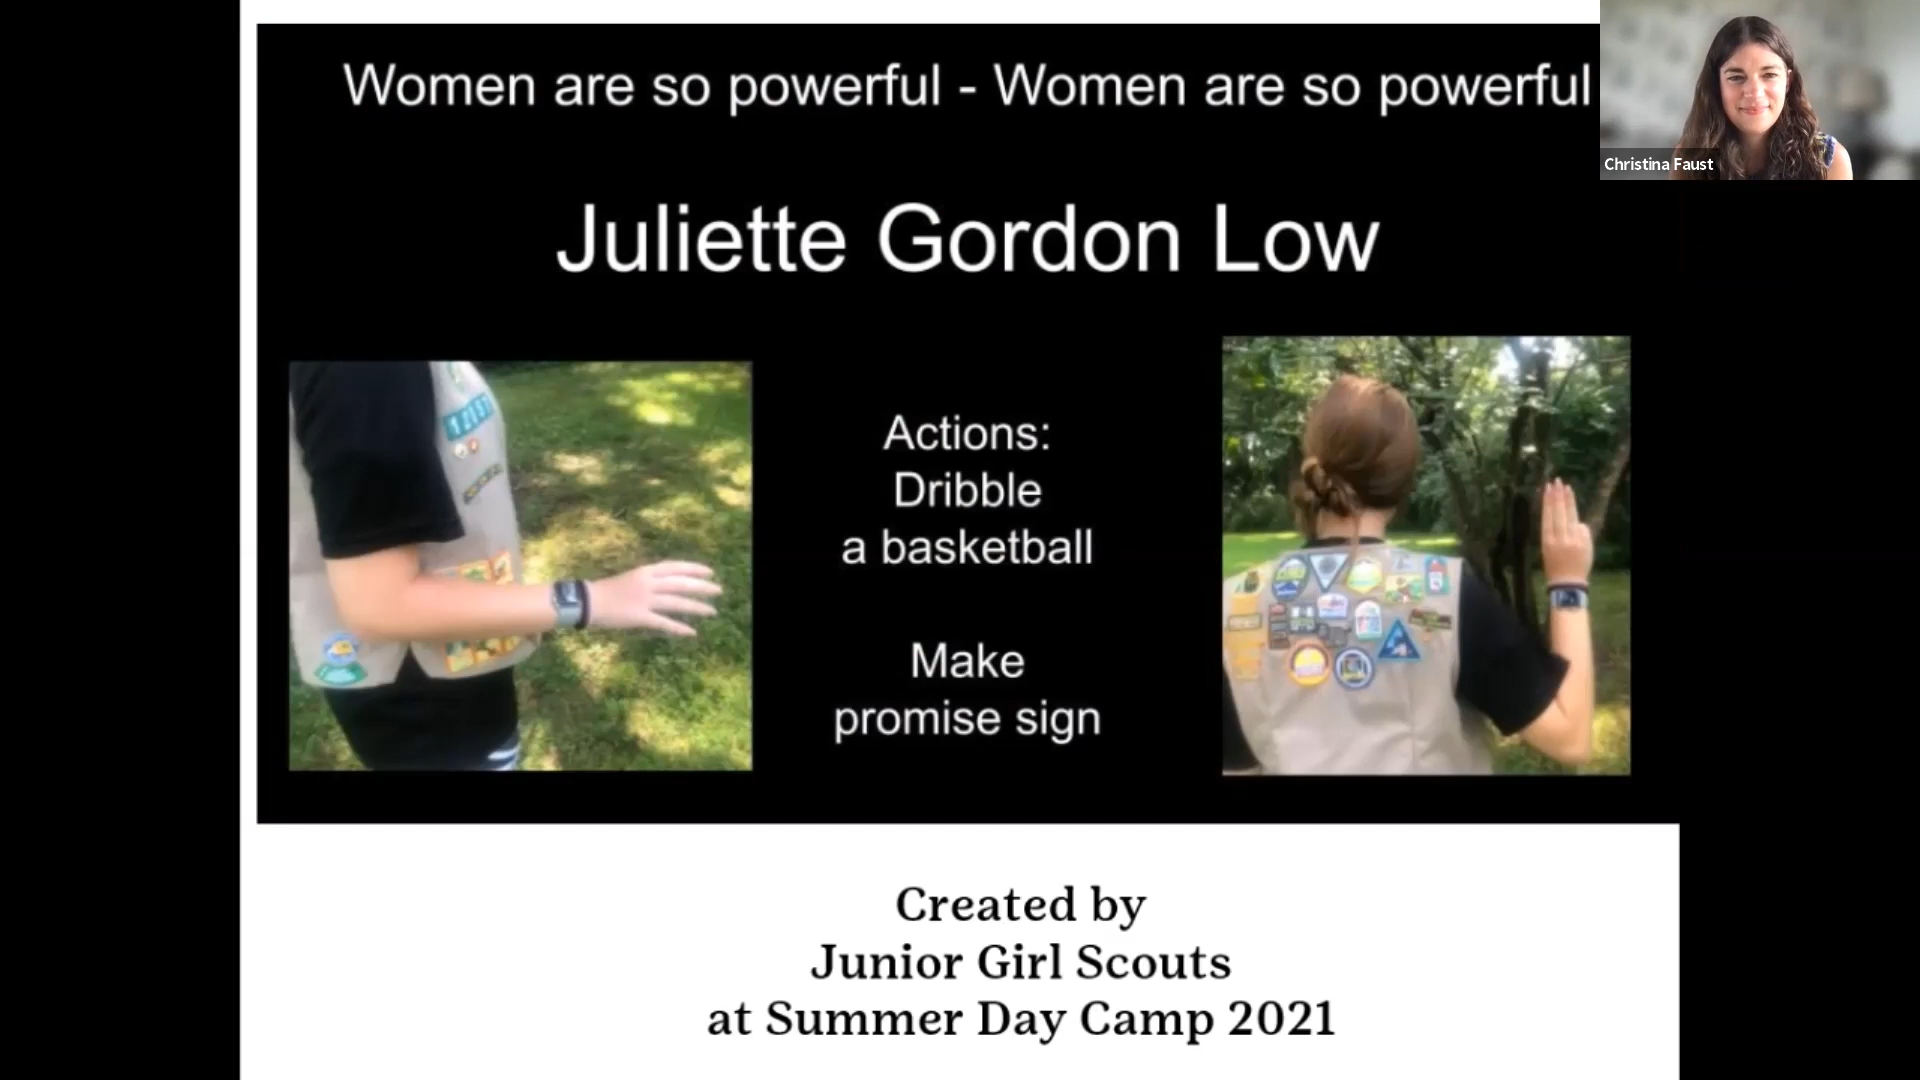 Women are so powerful - Women are so powerful
Christina Faust
Juliette Gordon Low
Actions:
Dribble
a basketball
Make
promise sign
Created by
Junior Girl Scouts
at Summer Day Camp 2021